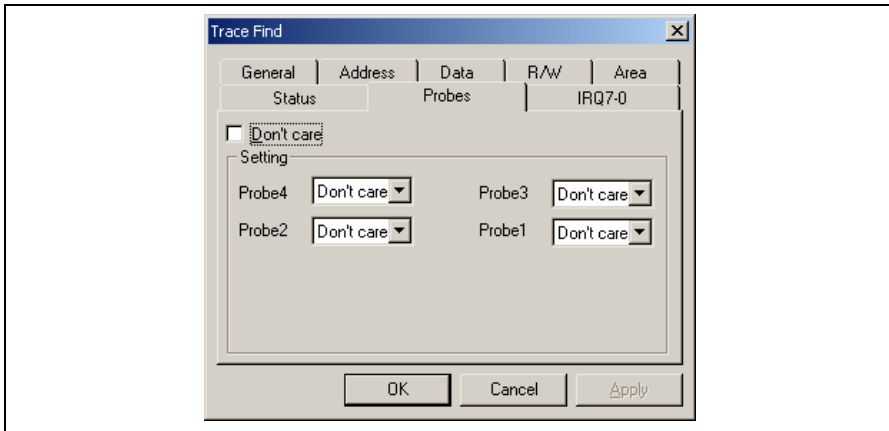 Trace Find
General Address Data R/W Area
Status Probes IRQ7-0
Don't care
Setting
Probe4 Don't care Probe3 Don't care
Probe2 Don't care Probe1 Don't care
OK Cancel Apply